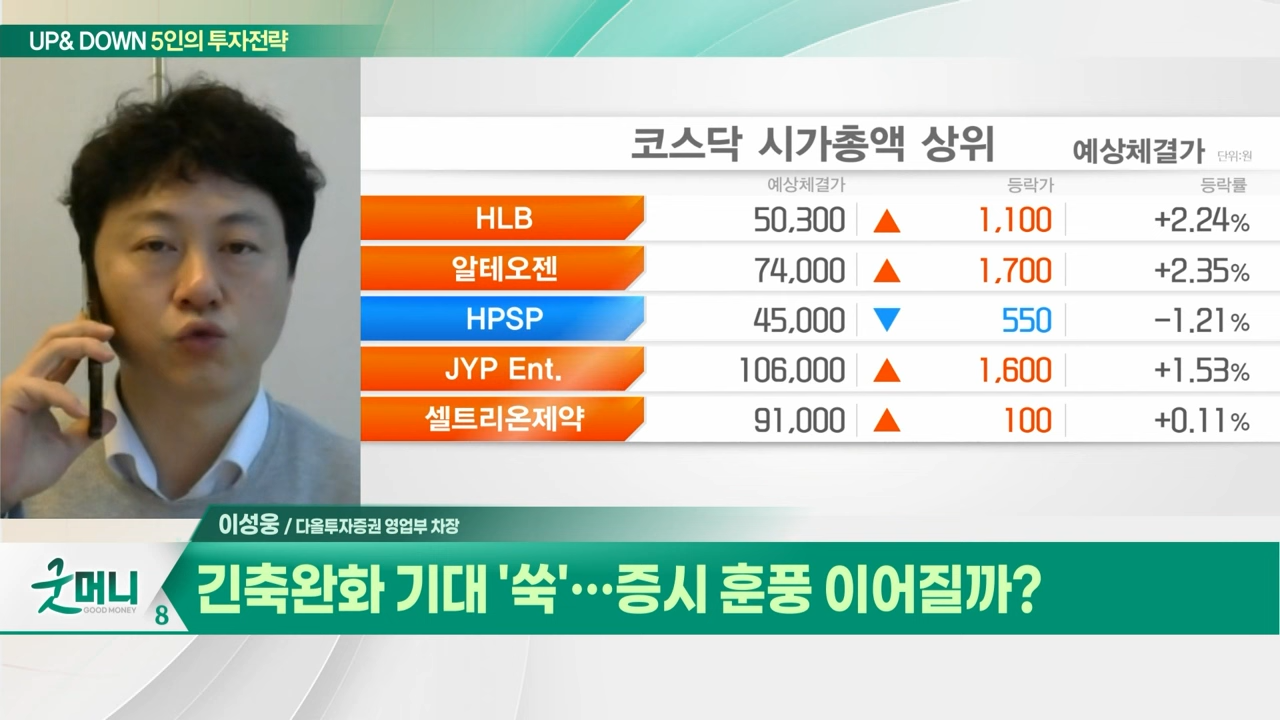 UP& DOWN 5인의 투자전략
코스닥 시가총액 상위 예상체결가 단위:원
예상체결가 등락가 등락률
HLB 50,300 ▲ 1,100 +2.24%
알테오젠 74,000 ▲ 1,700 +2.35%
HPSP 45,000 ▼ 550 -1.21%
JYP Ent. 106,000 ▲ 1,600 +1.53%
셀트리온제약 91,000 ▲ 100 +0.11%
이성웅 / 다올투자증권 영업부 차장
굿머니 GOOD MONEY 8
긴축완화 기대 '쑥'…증시 훈풍 이어질까?